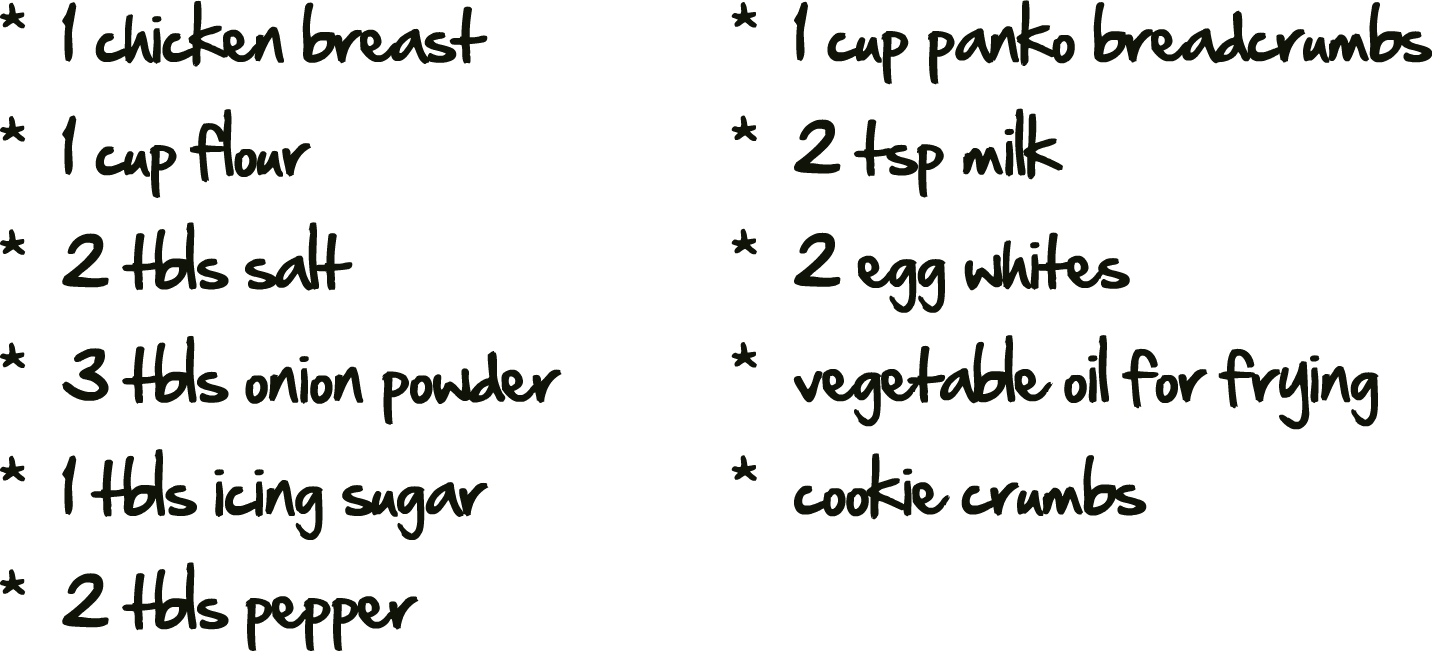 * 1 chicken breast
* 1 cup flour
* 2 tbls salt
* 3 tbls onion powder
* 1 tbls icing sugar
* 2 tbls pepper
* 1 cup panko breadcrumbs
* 2 tsp milk
* 2 egg whites
* vegetable oil for frying
* cookie crumbs